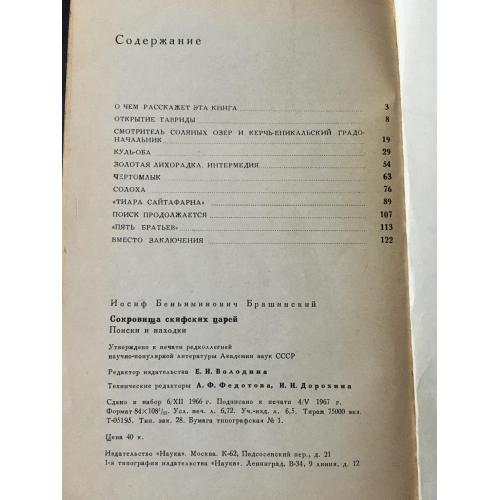 Содержание
О ЧЕМ РАССКАЖЕТ ЭТА КНИГА 3
ОТКРЫТИЕ ТАВРИДЫ 8
СМОТРИТЕЛЬ СОЛЯНЫХ ОЗЕР И КЕРЧЬ-ЕНИКАЛЬСКИЙ ГРАДО-
НАЧАЛЬНИК 19
КУЛЬ-ОБА 29
ЗОЛОТАЯ ЛИХОРАДКА. ИНТЕРМЕДИЯ 54
ЧЕРТОМЛЫК 63
СОЛОХА 76
«ТИАРА САЙТАФАРНА» 89
ПОИСК ПРОДОЛЖАЕТСЯ 107
«ПЯТЬ БРАТЬЕВ» 113
ВМЕСТО ЗАКЛЮЧЕНИЯ 122
Иосиф Беньяминович Брашинский
Сокровища скифских царей
Поиски и находки
Утверждено к печати редколлегией
научно-популярной литературы Академии наук СССР
Редактор издательства Е. И. Володина
Технические редакторы А. Ф. Федотова, И. Н. Дорохина
Сдано в набор 6/XII 1966 г. Подписано к печати 4/V 1967 г.
Формат 84×108¹/₃₂. Усл. печ. л. 6,72. Уч.-изд. л. 6,5. Тираж 75000 экз.
Т-05195. Тип. зак. 28. Бумага типографская № 1.
Цена 40 к.
Издательство «Наука». Москва. К-62, Подсосенский пер., д. 21
1-я типография издательства «Наука». Ленинград, В-34, 9 линия, д. 12